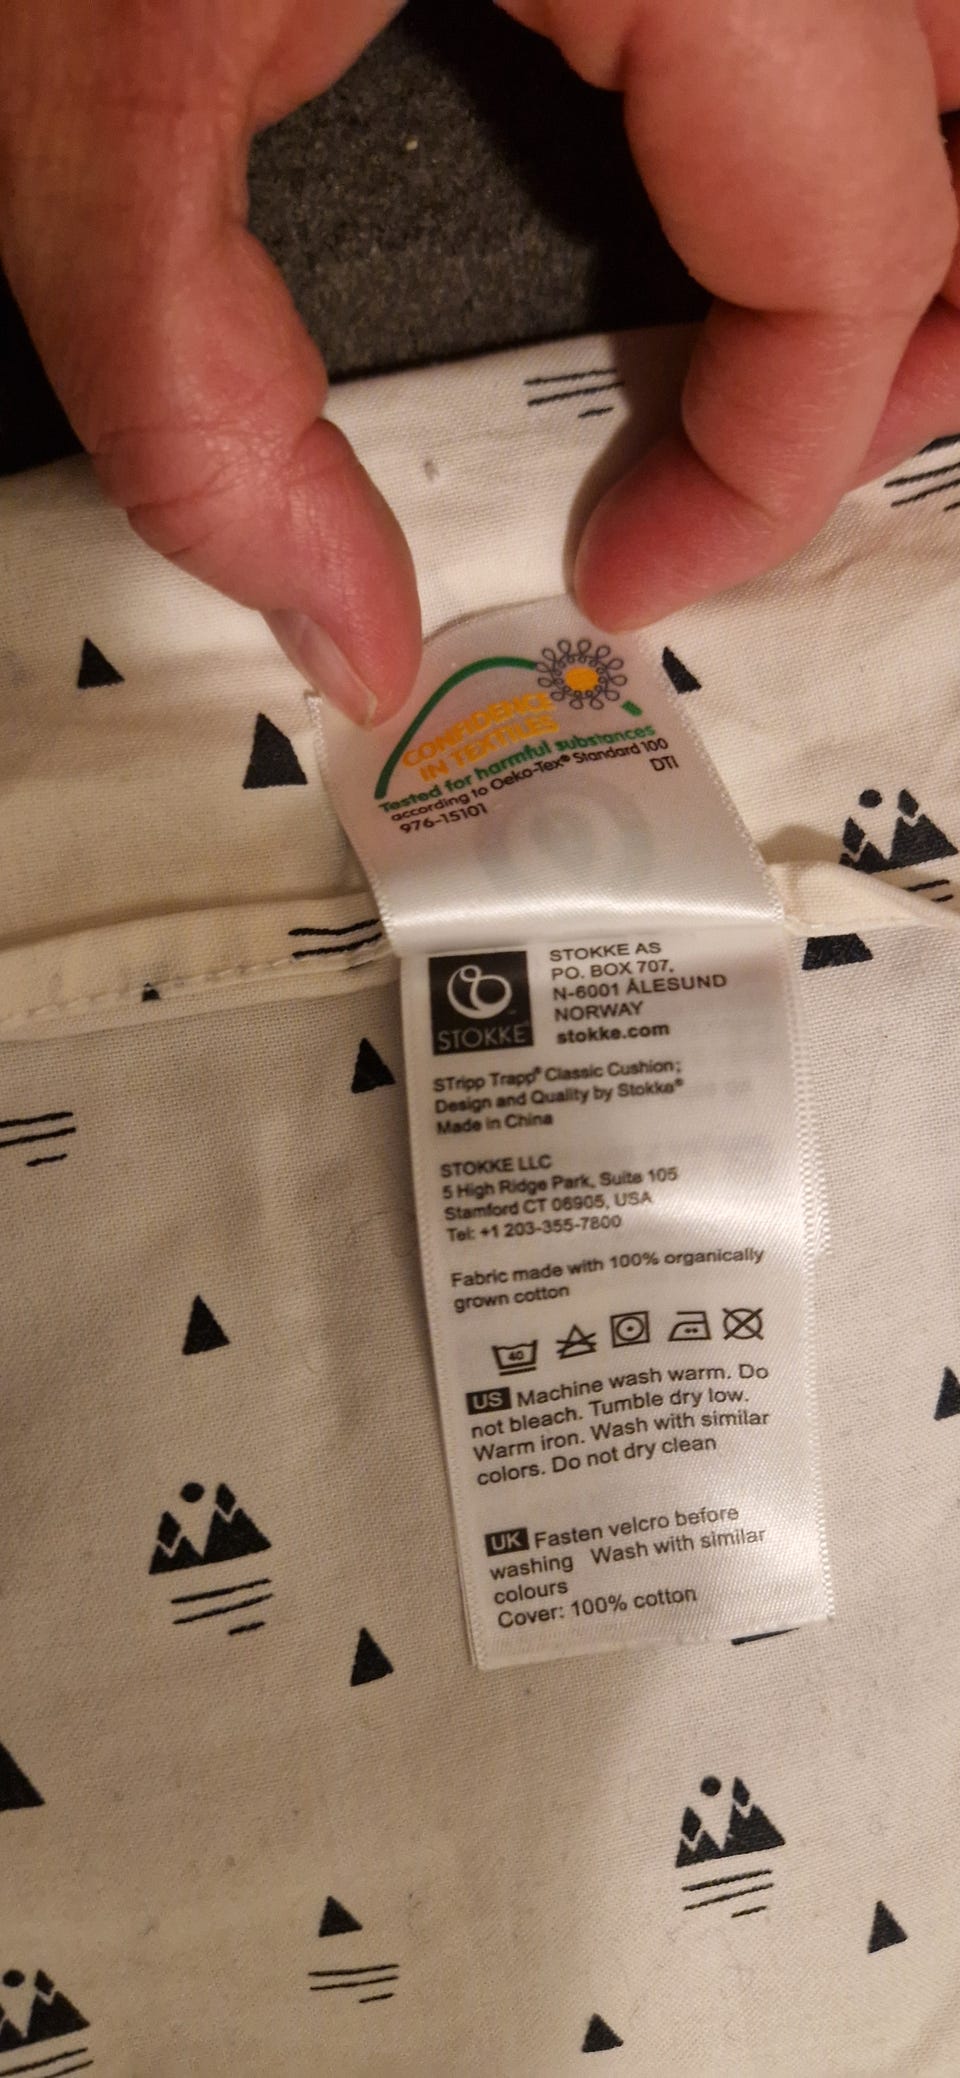 CONFIDENCE
IN TEXTILES
Tested for harmful substances
according to Oeko-Tex® Standard 100
976-15101 DTI
STOKKE
STOKKE AS
PO. BOX 707,
N-6001 ÅLESUND
NORWAY
stokke.com
STripp Trapp® Classic Cushion;
Design and Quality by Stokke®
Made in China
STOKKE LLC
5 High Ridge Park, Suite 105
Stamford CT 06905, USA
Tel: +1 203-355-7800
Fabric made with 100% organically
grown cotton
40
US Machine wash warm. Do
not bleach. Tumble dry low.
Warm iron. Wash with similar
colors. Do not dry clean
UK Fasten velcro before
washing Wash with similar
colours
Cover: 100% cotton